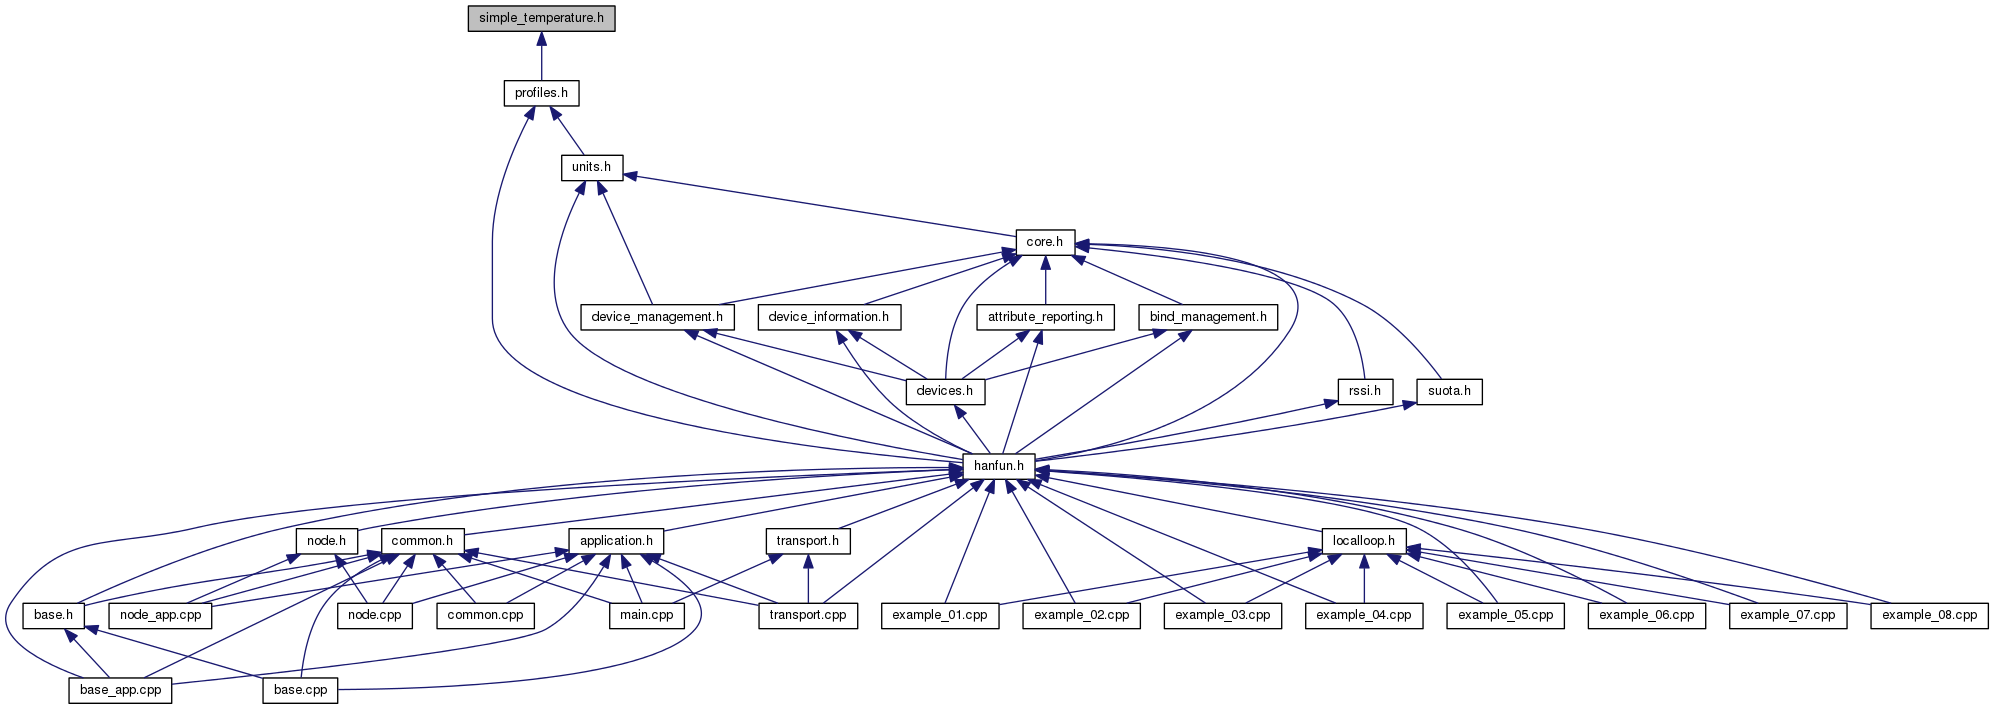 simple_temperature.h
profiles.h
units.h
core.h
device_management.h
device_information.h
attribute_reporting.h
bind_management.h
devices.h
rssi.h
suota.h
hanfun.h
node.h
common.h
application.h
transport.h
localloop.h
base.h
node_app.cpp
node.cpp
common.cpp
main.cpp
transport.cpp
example_01.cpp
example_02.cpp
example_03.cpp
example_04.cpp
example_05.cpp
example_06.cpp
example_07.cpp
example_08.cpp
base_app.cpp
base.cpp